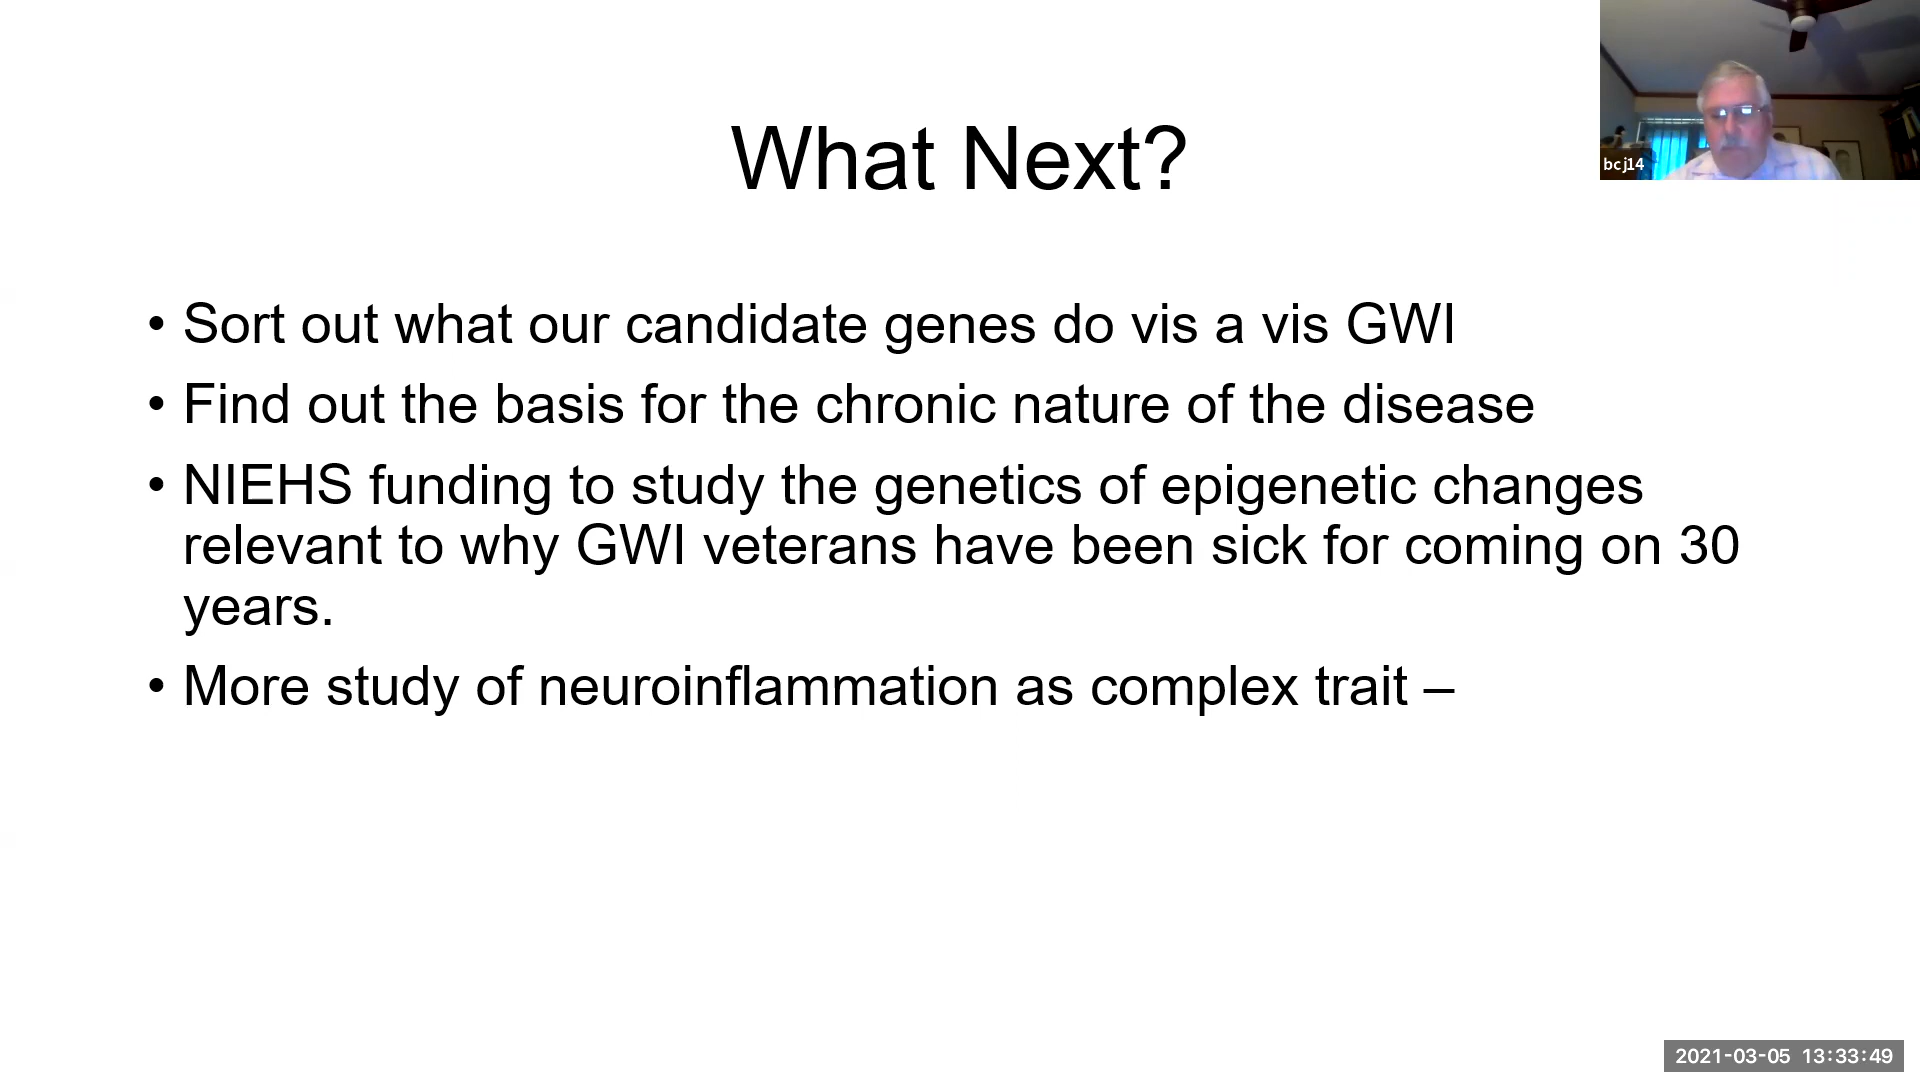 What Next?
bcj14
• Sort out what our candidate genes do vis a vis GWI
• Find out the basis for the chronic nature of the disease
• NIEHS funding to study the genetics of epigenetic changes
relevant to why GWI veterans have been sick for coming on 30
years.
• More study of neuroinflammation as complex trait –
2021-03-05 13:33:49